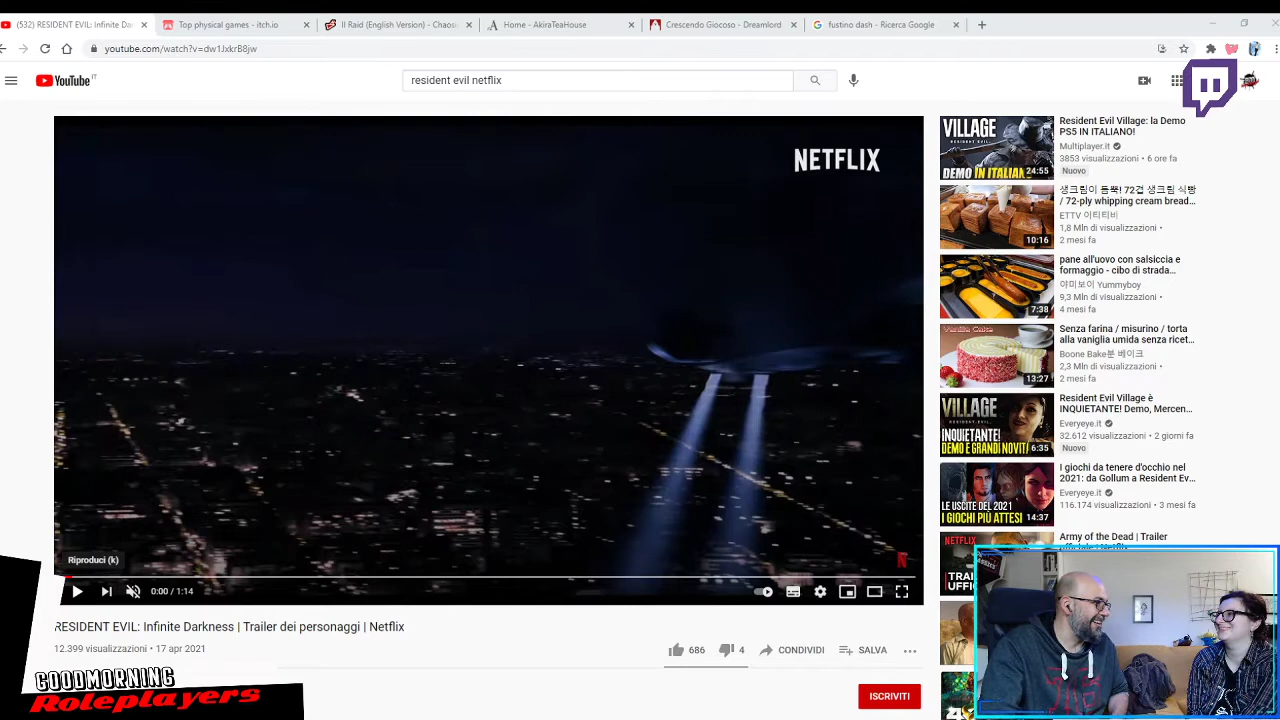 (532) RESIDENT EVIL: Infinite Da
Top physical games - itch.io
Il Raid (English Version) - Chaosi
Home - AkiraTeaHouse
Crescendo Giocoso - Dreamlord
fustino dash - Ricerca Google
youtube.com/watch?v=dw1JxkrB8jw
YouTube IT
resident evil netflix
NETFLIX
Riproduci (k)
0:00 / 1:14
RESIDENT EVIL: Infinite Darkness | Trailer dei personaggi | Netflix
12.399 visualizzazioni • 17 apr 2021
686
4
CONDIVIDI
SALVA
ISCRIVITI
GOODMORNING
Roleplayers
VILLAGE
RESIDENT EVIL
DEMO IN ITALIAN
24:55
Resident Evil Village: la Demo
PS5 IN ITALIANO!
Multiplayer.it
3853 visualizzazioni • 6 ore fa
Nuovo
10:16
생크림이 듬뿍! 72겹 생크림 식빵
/ 72-ply whipping cream bread...
ETTV 이티티비
1,8 Mln di visualizzazioni •
2 mesi fa
7:38
pane all'uovo con salsiccia e
formaggio - cibo di strada...
야미보이 Yummyboy
9,3 Mln di visualizzazioni •
4 mesi fa
Vanilla Cake
13:27
Senza farina / misurino / torta
alla vaniglia umida senza ricet...
Boone Bake분 베이크
2,3 Mln di visualizzazioni •
2 mesi fa
VILLAGE
RESIDENT EVIL
INQUIETANTE!
DEMO E GRANDI NOVITÀ
6:35
Resident Evil Village è
INQUIETANTE! Demo, Mercen...
Everyeye.it
32.612 visualizzazioni • 2 giorni fa
Nuovo
LE USCITE DEL 2021
I GIOCHI PIÙ ATTESI
14:37
I giochi da tenere d'occhio nel
2021: da Gollum a Resident Ev...
Everyeye.it
116.174 visualizzazioni • 3 mesi fa
NETFLIX
Army of the Dead | Trailer